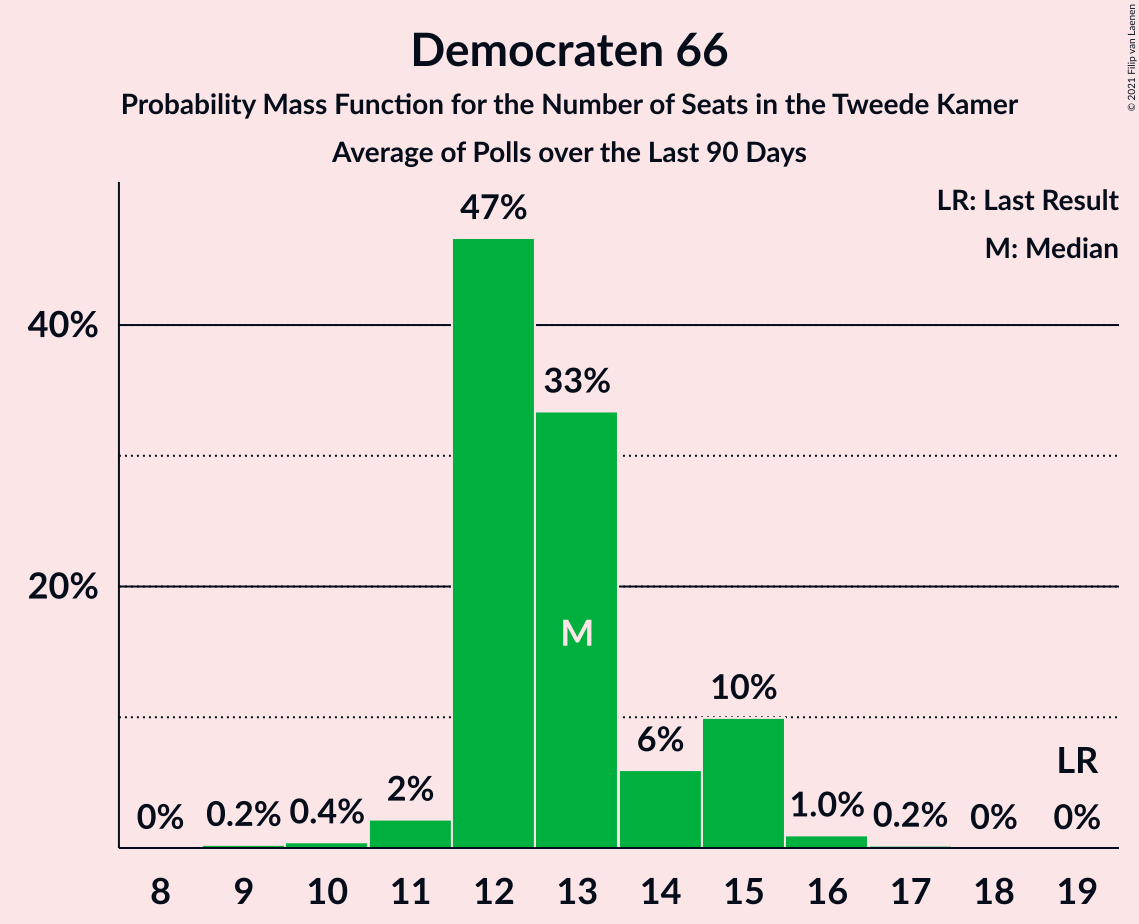 Democraten 66
Probability Mass Function for the Number of Seats in the Tweede Kamer
Average of Polls over the Last 90 Days
© 2021 Filip van Laenen
LR: Last Result
M: Median
40%
20%
0%
0.2%
0.4%
2%
47%
33%
6%
10%
1.0%
0.2%
0%
0%
M
LR
8 9 10 11 12 13 14 15 16 17 18 19